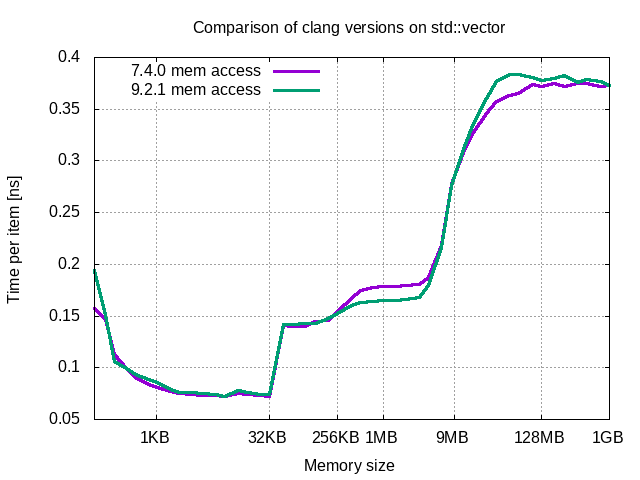 Comparison of clang versions on std::vector
7.4.0 mem access
9.2.1 mem access
0.4
0.35
0.3
0.25
0.2
0.15
0.1
0.05
Time per item [ns]
1KB 32KB 256KB 1MB 9MB 128MB 1GB
Memory size